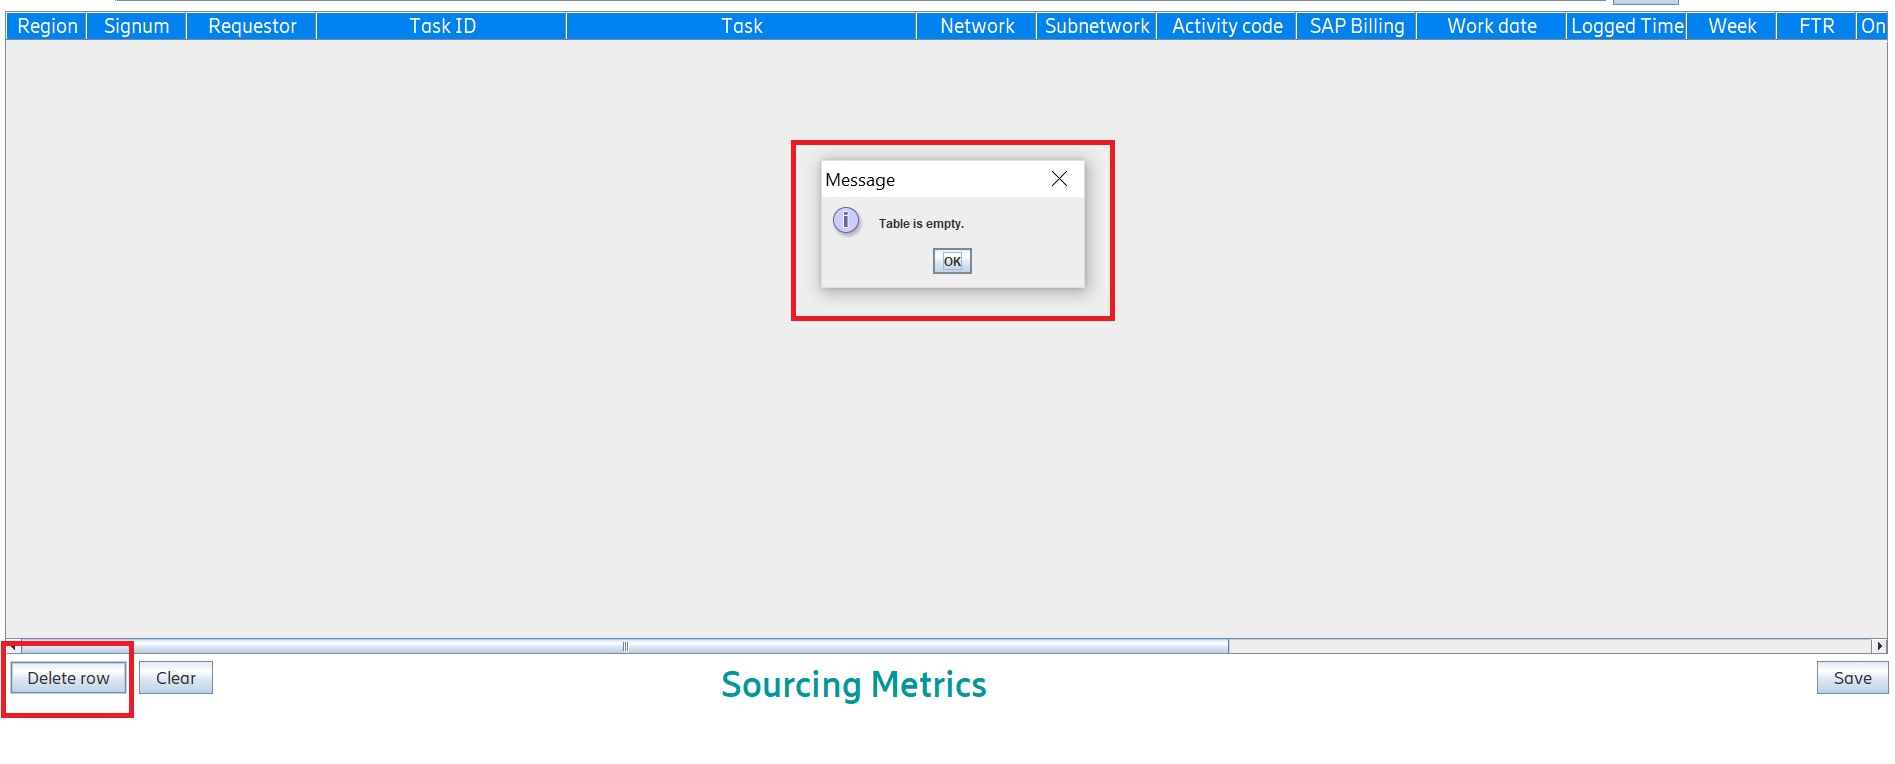 Region Signum Requestor Task ID Task Network Subnetwork Activity code SAP Billing Work date Logged Time Week FTR On
Message
Table is empty.
OK
Delete row Clear Sourcing Metrics Save